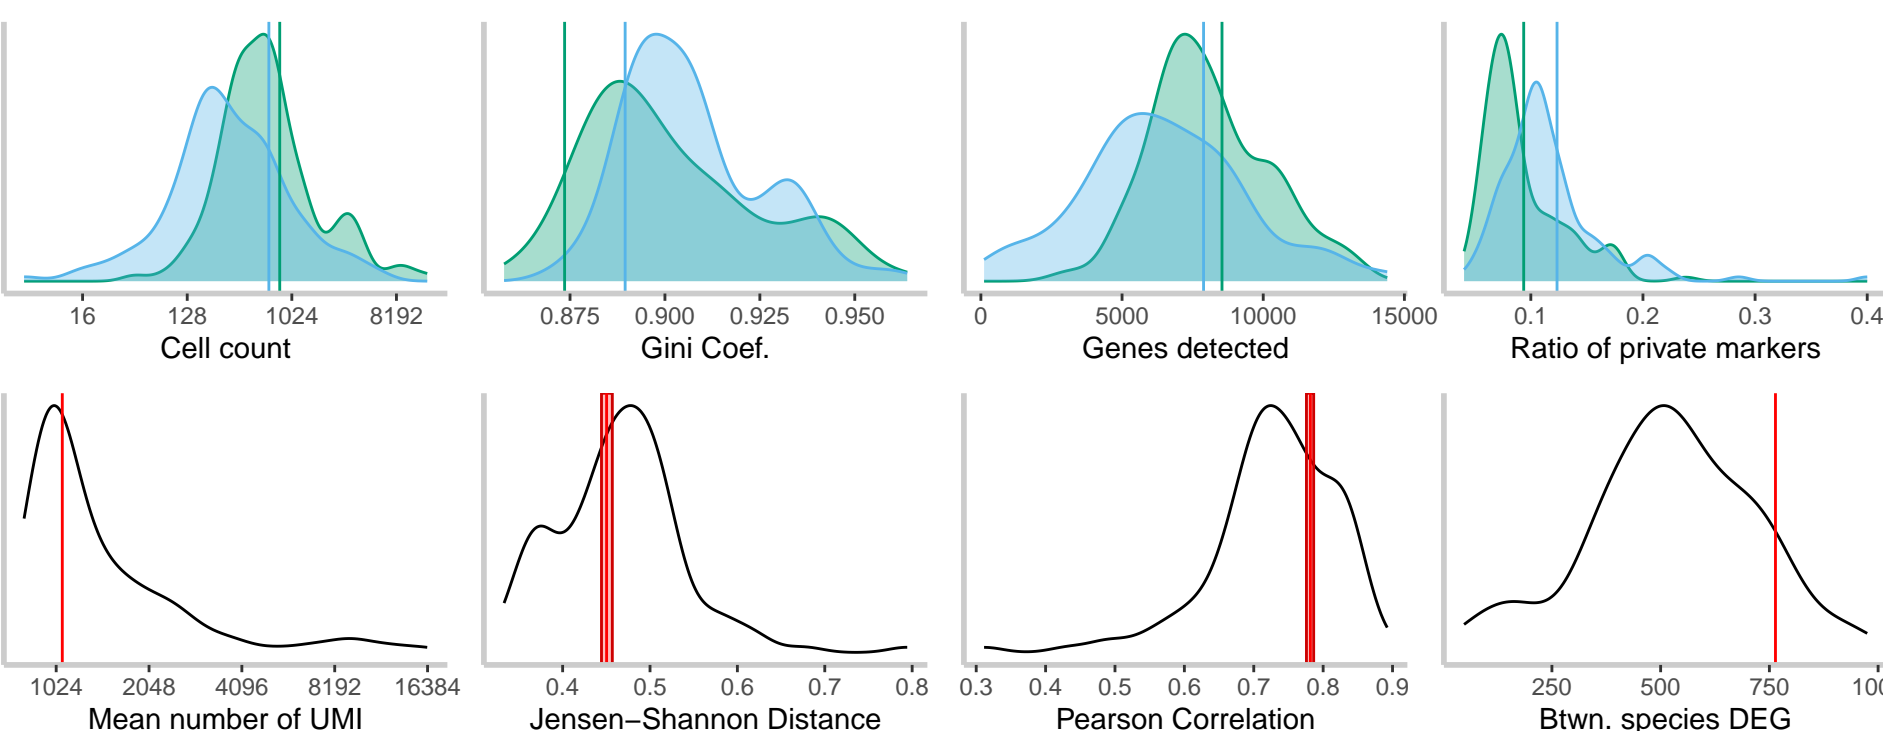 16 128 1024 8192
Cell count
0.875 0.900 0.925 0.950
Gini Coef.
0 5000 10000 15000
Genes detected
0.1 0.2 0.3 0.4
Ratio of private markers
1024 2048 4096 8192 16384
Mean number of UMI
0.4 0.5 0.6 0.7 0.8
Jensen−Shannon Distance
0.3 0.4 0.5 0.6 0.7 0.8 0.9
Pearson Correlation
250 500 750
Btwn. species DEG